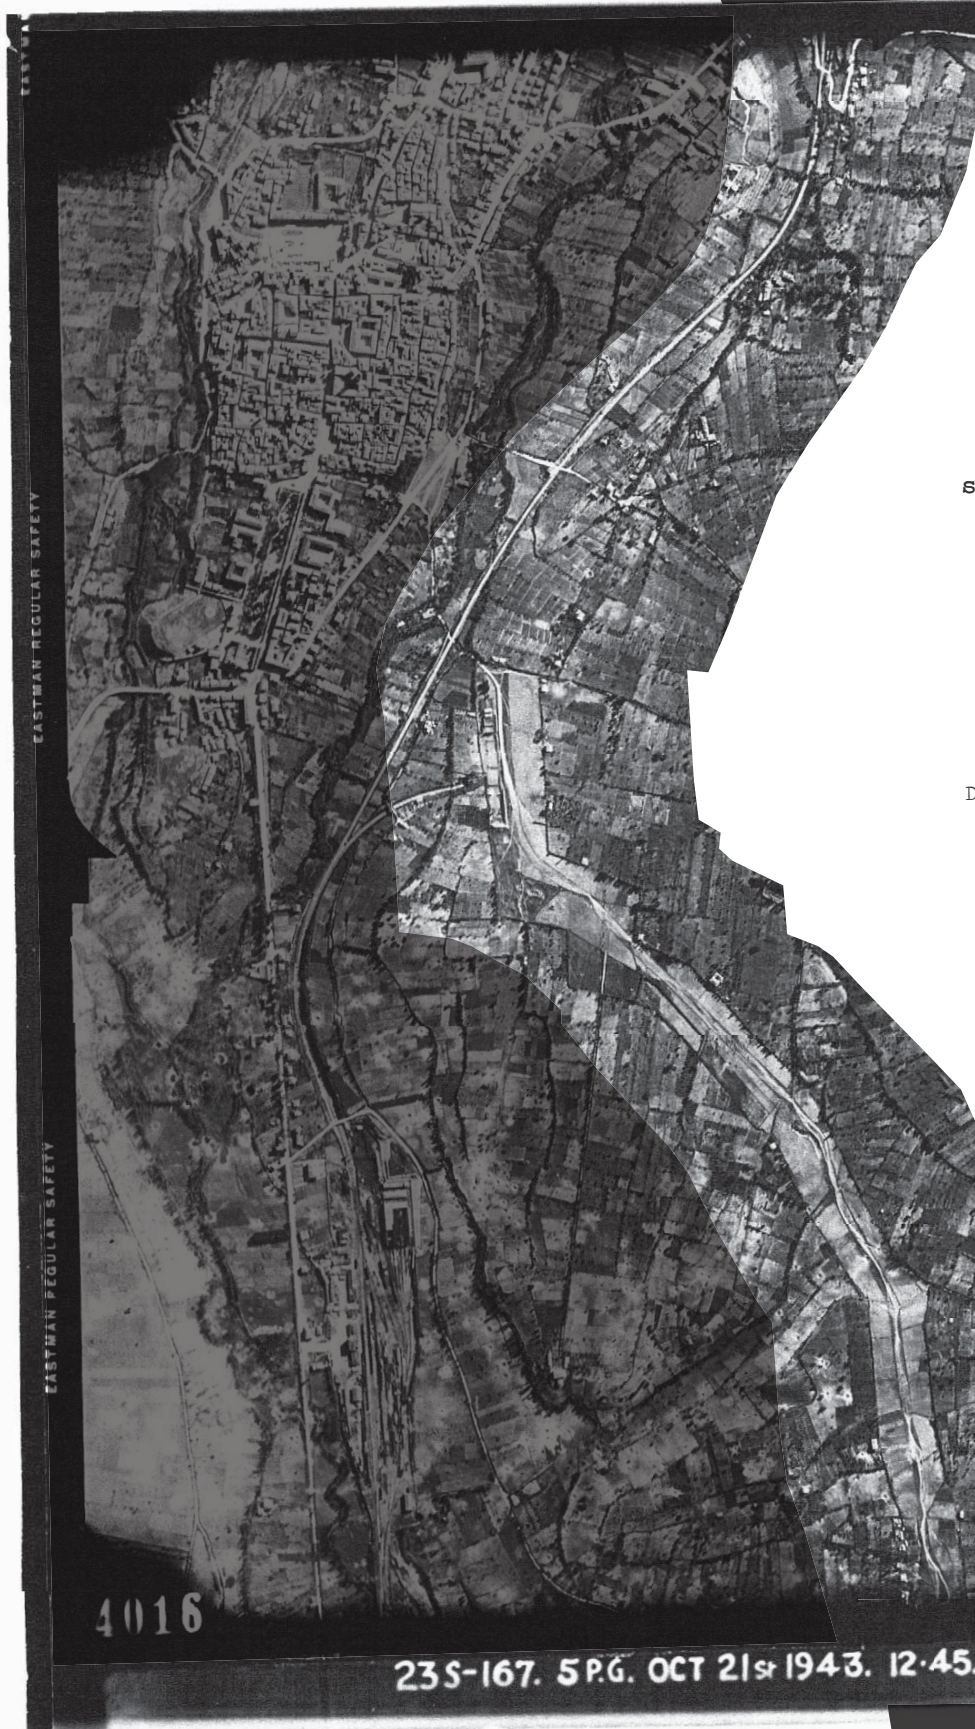 EASTMAN REGULAR SAFETY
EASTMAN REGULAR SAFETY
S
D
4016
23S-167. 5 P.G. OCT 21st 1943. 12.45.